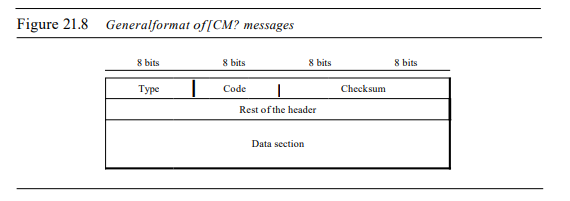 Figure 21.8 Generalformat of[CM? messages
8 bits 8 bits 8 bits 8 bits
Type Code Checksum
Rest of the header
Data section